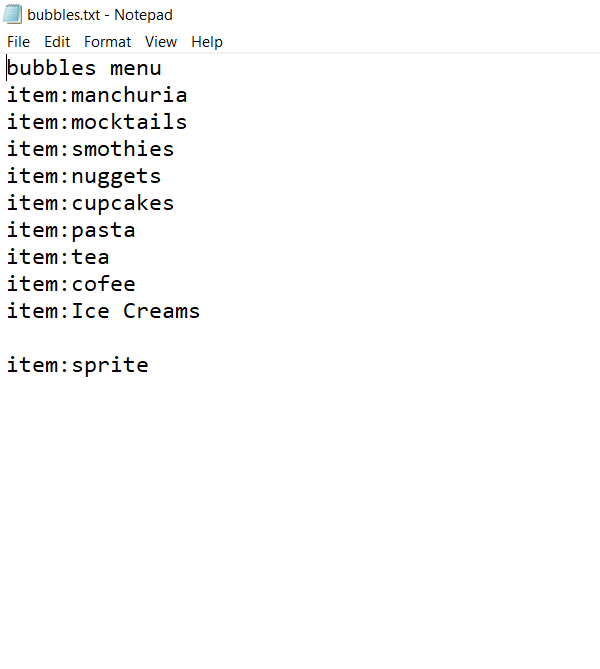 bubbles.txt - Notepad
File Edit Format View Help
bubbles menu
item:manchuria
item:mocktails
item:smothies
item:nuggets
item:cupcakes
item:pasta
item:tea
item:cofee
item:Ice Creams
item:sprite